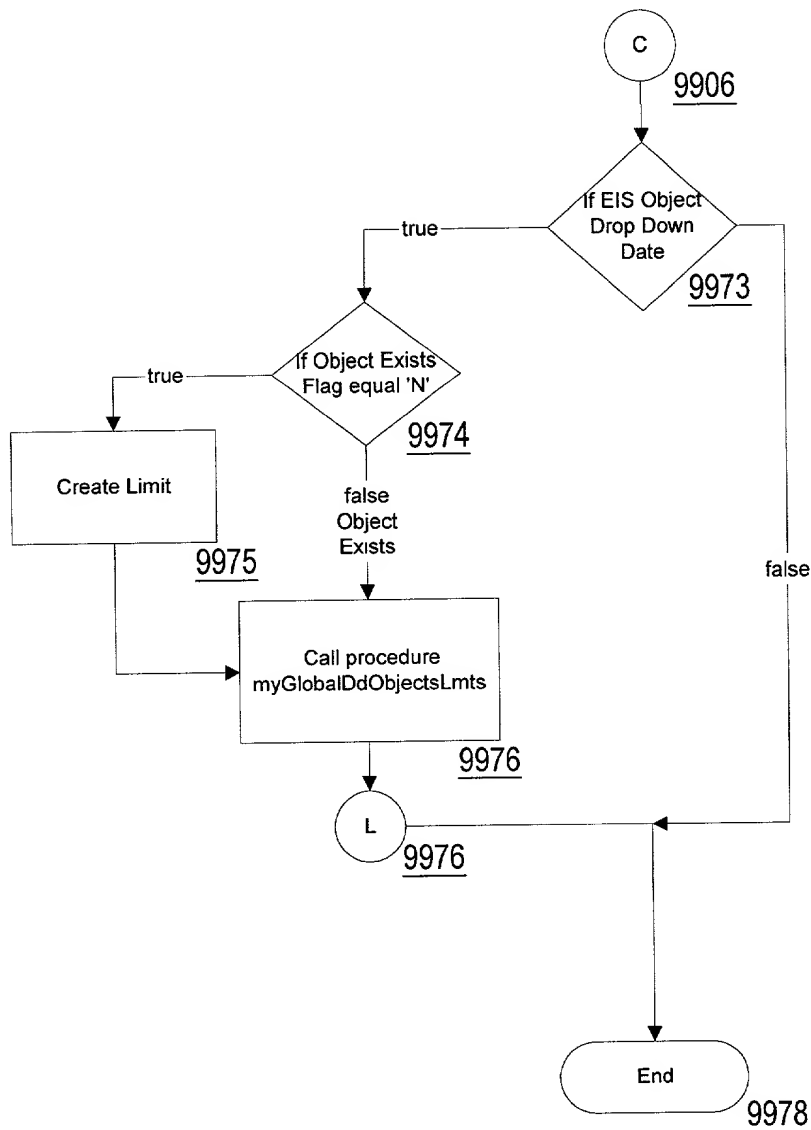 C
9906
If EIS Object
Drop Down
Date
9973
true
If Object Exists
Flag equal 'N'
9974
true
Create Limit
9975
false
Object
Exists
false
Call procedure
myGlobalDdObjectsLmts
9976
L
9976
End
9978